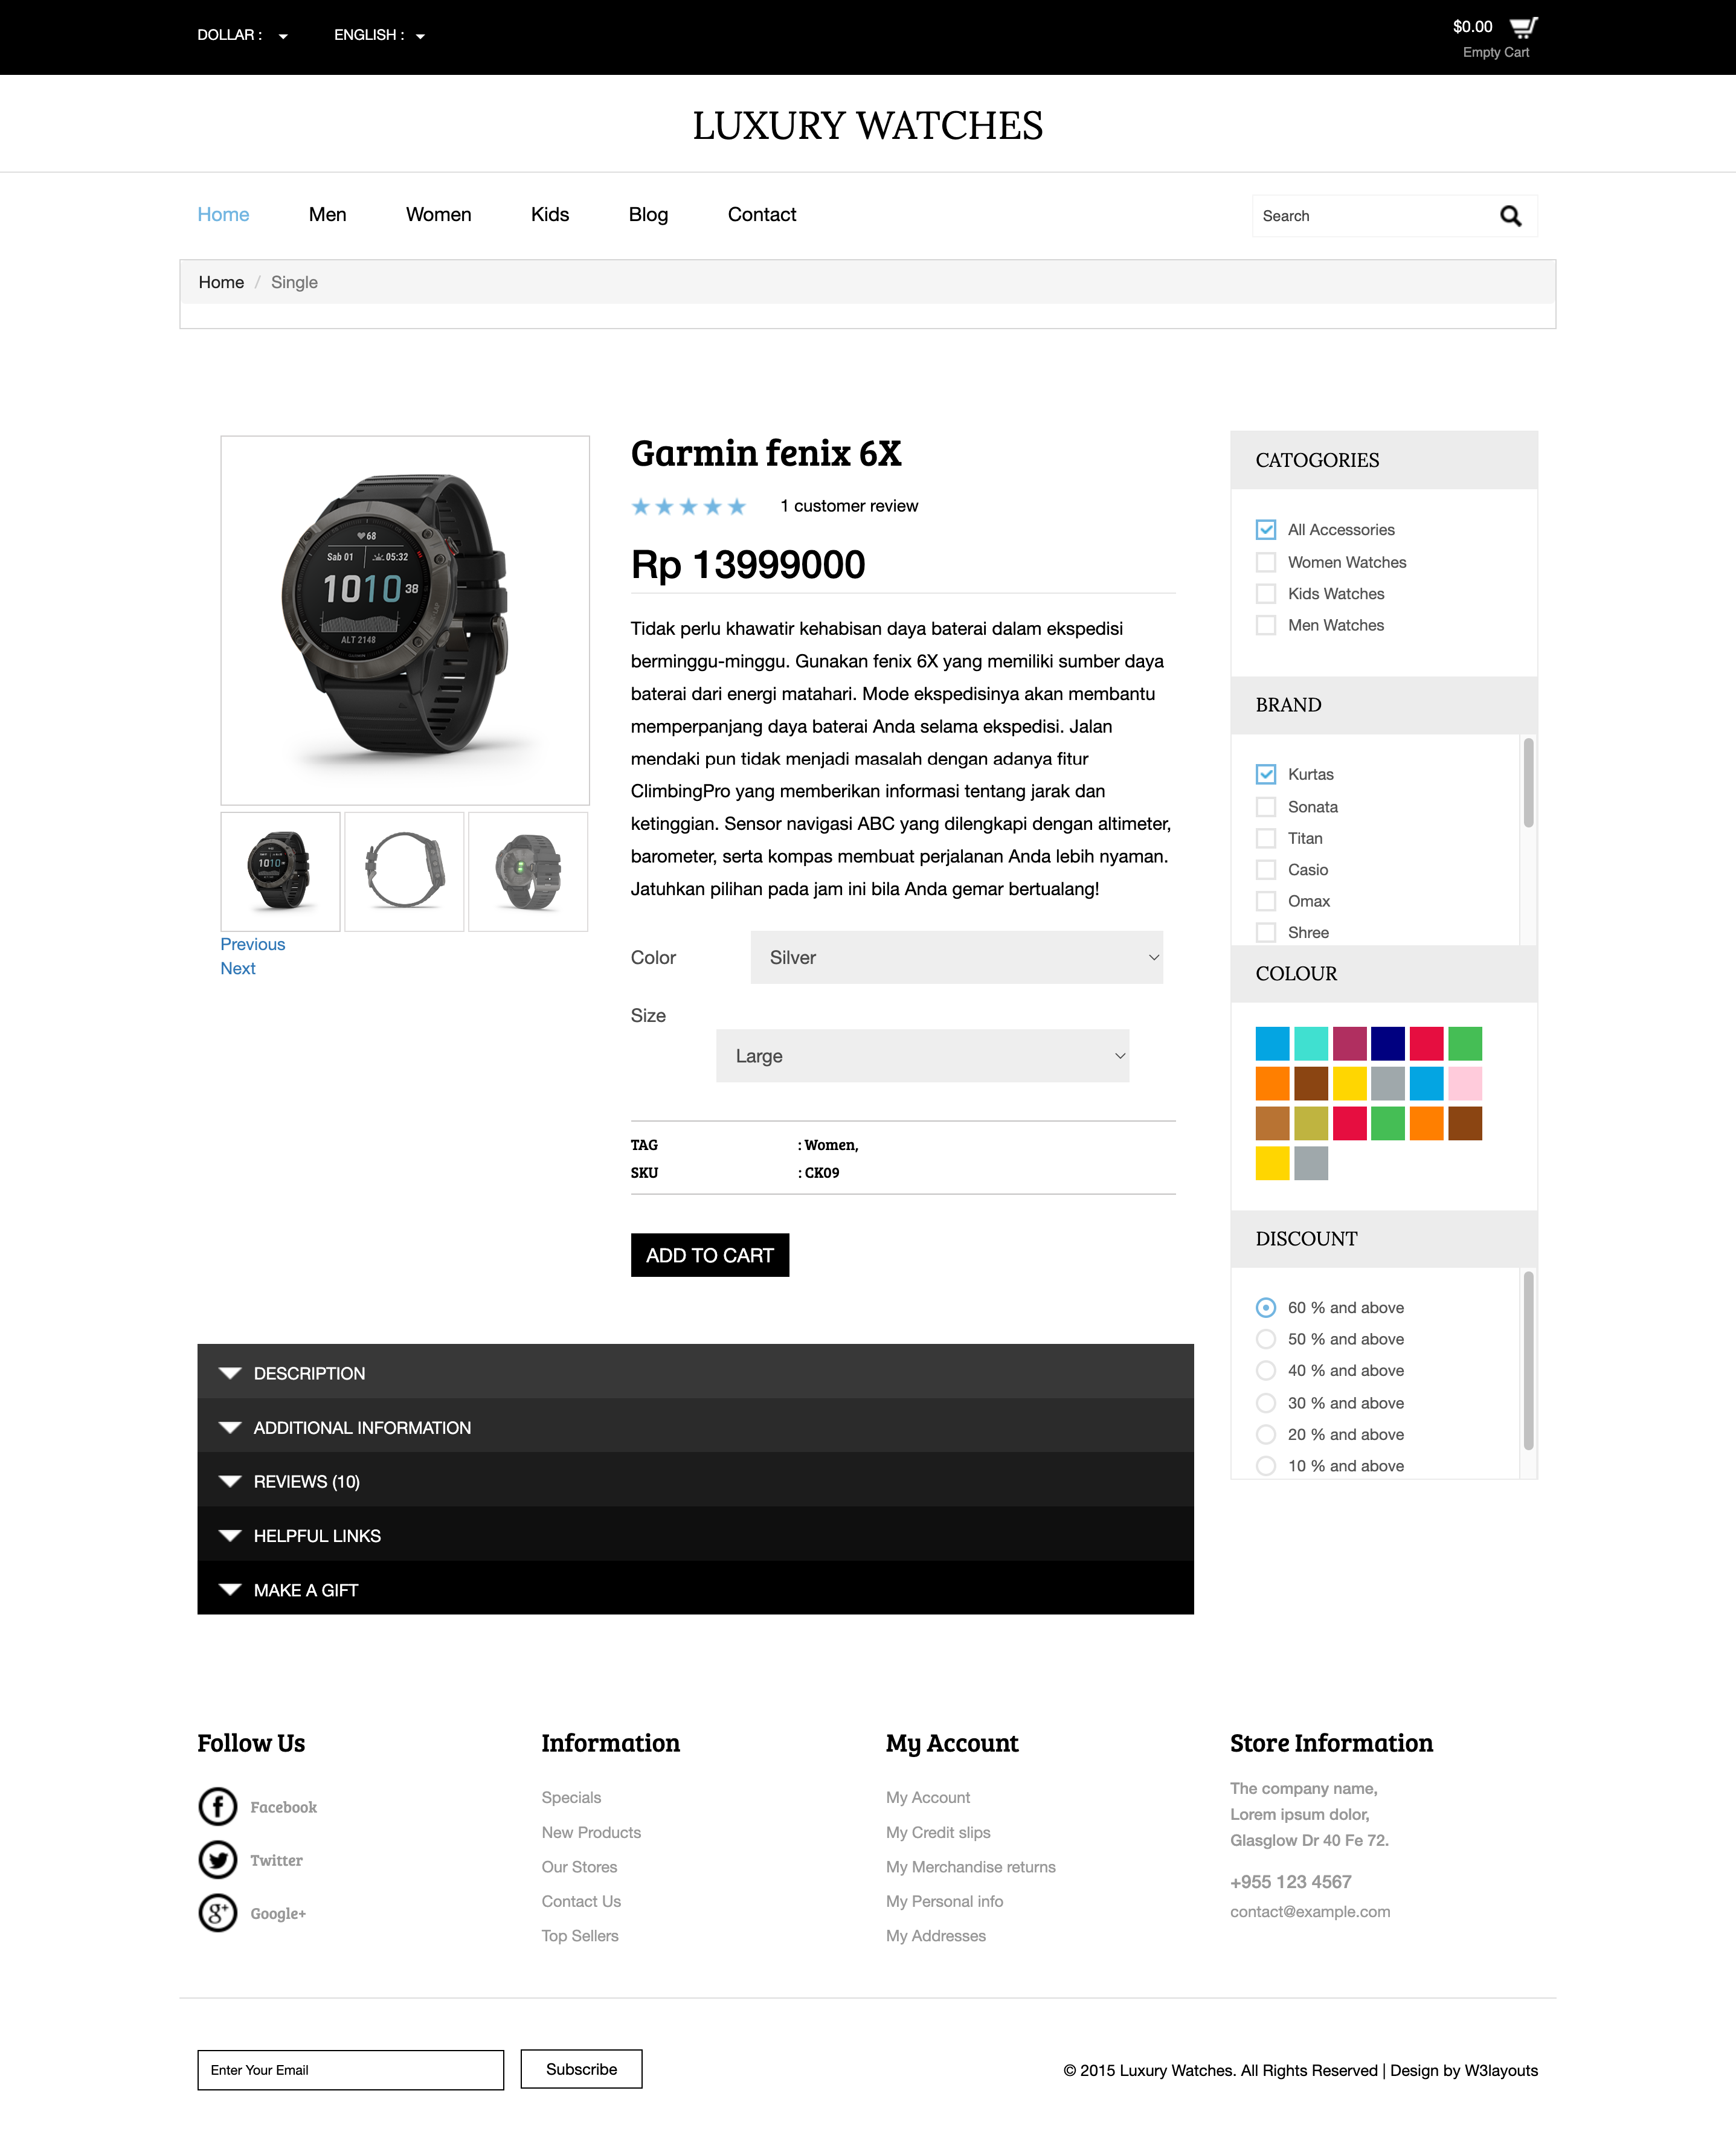 DOLLAR :
ENGLISH :
$0.00
Empty Cart
LUXURY WATCHES
Home
Men
Women
Kids
Blog
Contact
Search
Home / Single
68
Sab 01
05:32
1010 38
ALT 2148
GARMIN
Previous
Next
Garmin fenix 6X
1 customer review
Rp 13999000
Tidak perlu khawatir kehabisan daya baterai dalam ekspedisi
berminggu-minggu. Gunakan fenix 6X yang memiliki sumber daya
baterai dari energi matahari. Mode ekspedisinya akan membantu
memperpanjang daya baterai Anda selama ekspedisi. Jalan
mendaki pun tidak menjadi masalah dengan adanya fitur
ClimbingPro yang memberikan informasi tentang jarak dan
ketinggian. Sensor navigasi ABC yang dilengkapi dengan altimeter,
barometer, serta kompas membuat perjalanan Anda lebih nyaman.
Jatuhkan pilihan pada jam ini bila Anda gemar bertualang!
Color
Silver
Size
Large
TAG : Women,
SKU : CK09
ADD TO CART
CATOGORIES
All Accessories
Women Watches
Kids Watches
Men Watches
BRAND
Kurtas
Sonata
Titan
Casio
Omax
Shree
COLOUR
DISCOUNT
60 % and above
50 % and above
40 % and above
30 % and above
20 % and above
10 % and above
DESCRIPTION
ADDITIONAL INFORMATION
REVIEWS (10)
HELPFUL LINKS
MAKE A GIFT
Follow Us
Facebook
Twitter
Google+
Information
Specials
New Products
Our Stores
Contact Us
Top Sellers
My Account
My Account
My Credit slips
My Merchandise returns
My Personal info
My Addresses
Store Information
The company name,
Lorem ipsum dolor,
Glasglow Dr 40 Fe 72.
+955 123 4567
contact@example.com
Enter Your Email
Subscribe
© 2015 Luxury Watches. All Rights Reserved | Design by W3layouts